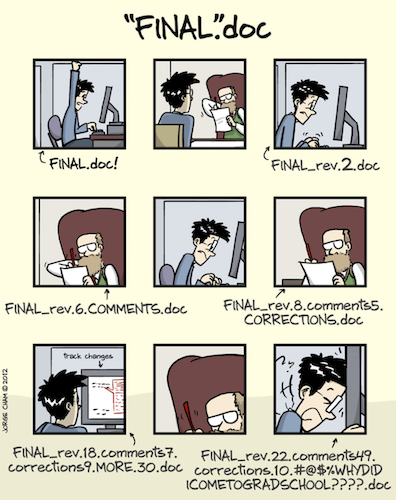 "FINAL".doc
FINAL.doc!
FINAL_rev.2.doc
FINAL_rev.6.COMMENTS.doc
FINAL_rev.8.comments5.
CORRECTIONS.doc
track changes
FINAL_rev.18.comments7.
corrections9.MORE.30.doc
FINAL_rev.22.comments49.
corrections.10.#@$%WHYDID
ICOMETOGRADSCHOOL????.doc
JORGE CHAM © 2012